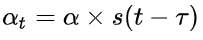 αₜ = α × s(t − τ)